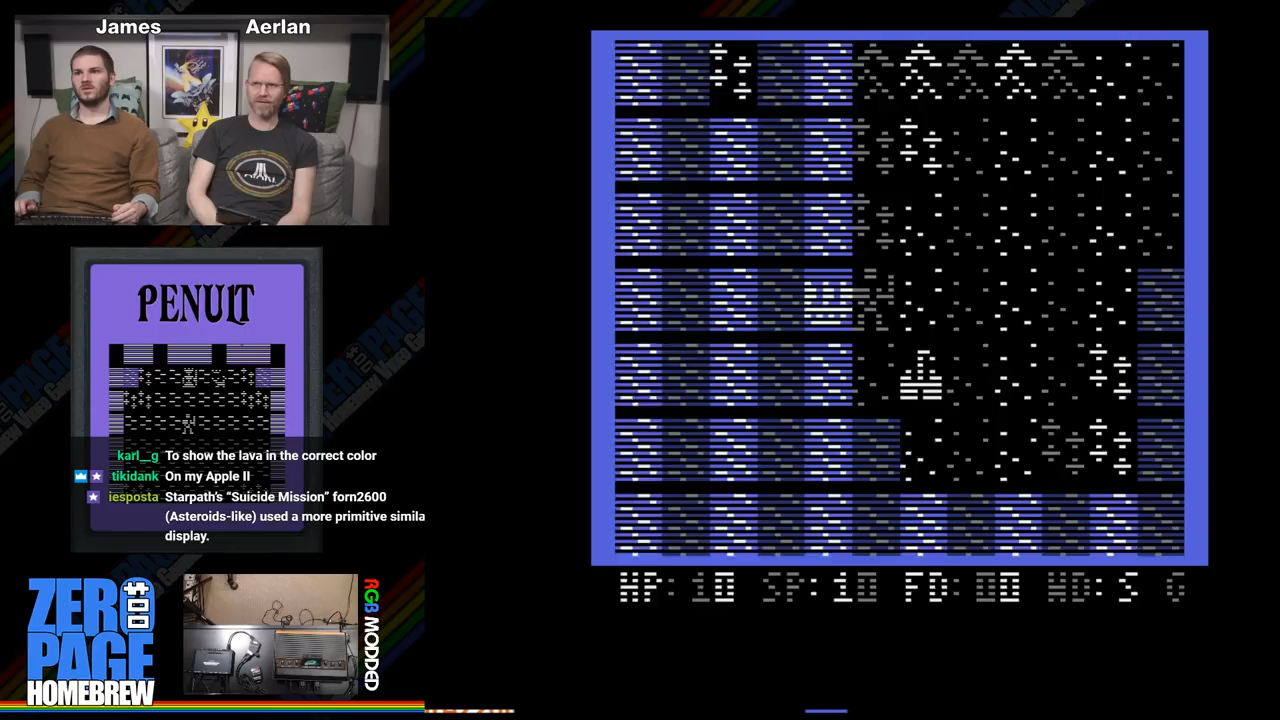 James Aerlan
PENULT
karl__g To show the lava in the correct color
tikidank On my Apple II
iesposta Starpath's “Suicide Mission” forn2600
(Asteroids-like) used a more primitive simila
display.
ZERO
PAGE
HOMEBREW
RGB MODDED
HP:10 SP:10 FD:00 WD:S